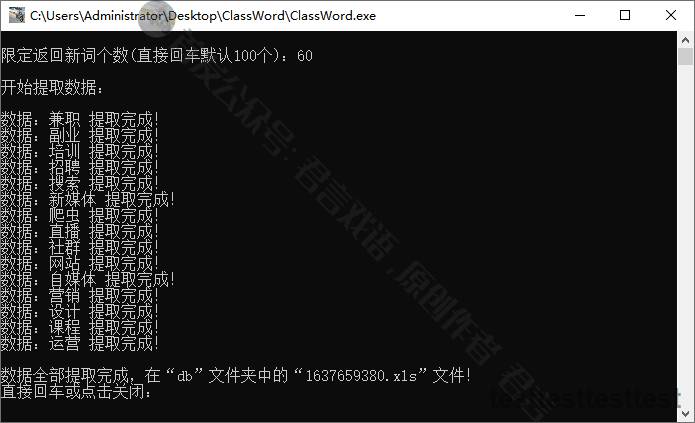 C:\Users\Administrator\Desktop\ClassWord\ClassWord.exe
限定返回新词个数(直接回车默认100个): 60
开始提取数据:
数据: 兼职 提取完成!
数据: 副业 提取完成!
数据: 培训 提取完成!
数据: 招聘 提取完成!
数据: 搜索 提取完成!
数据: 新媒体 提取完成!
数据: 爬虫 提取完成!
数据: 直播 提取完成!
数据: 社群 提取完成!
数据: 网站 提取完成!
数据: 自媒体 提取完成!
数据: 营销 提取完成!
数据: 设计 提取完成!
数据: 课程 提取完成!
数据: 运营 提取完成!
数据全部提取完成, 在“db”文件夹中的“1637659380.xls”文件!
直接回车或点击关闭:
公众号: 君言戏语, 原创作者 君言
testtesttesttest